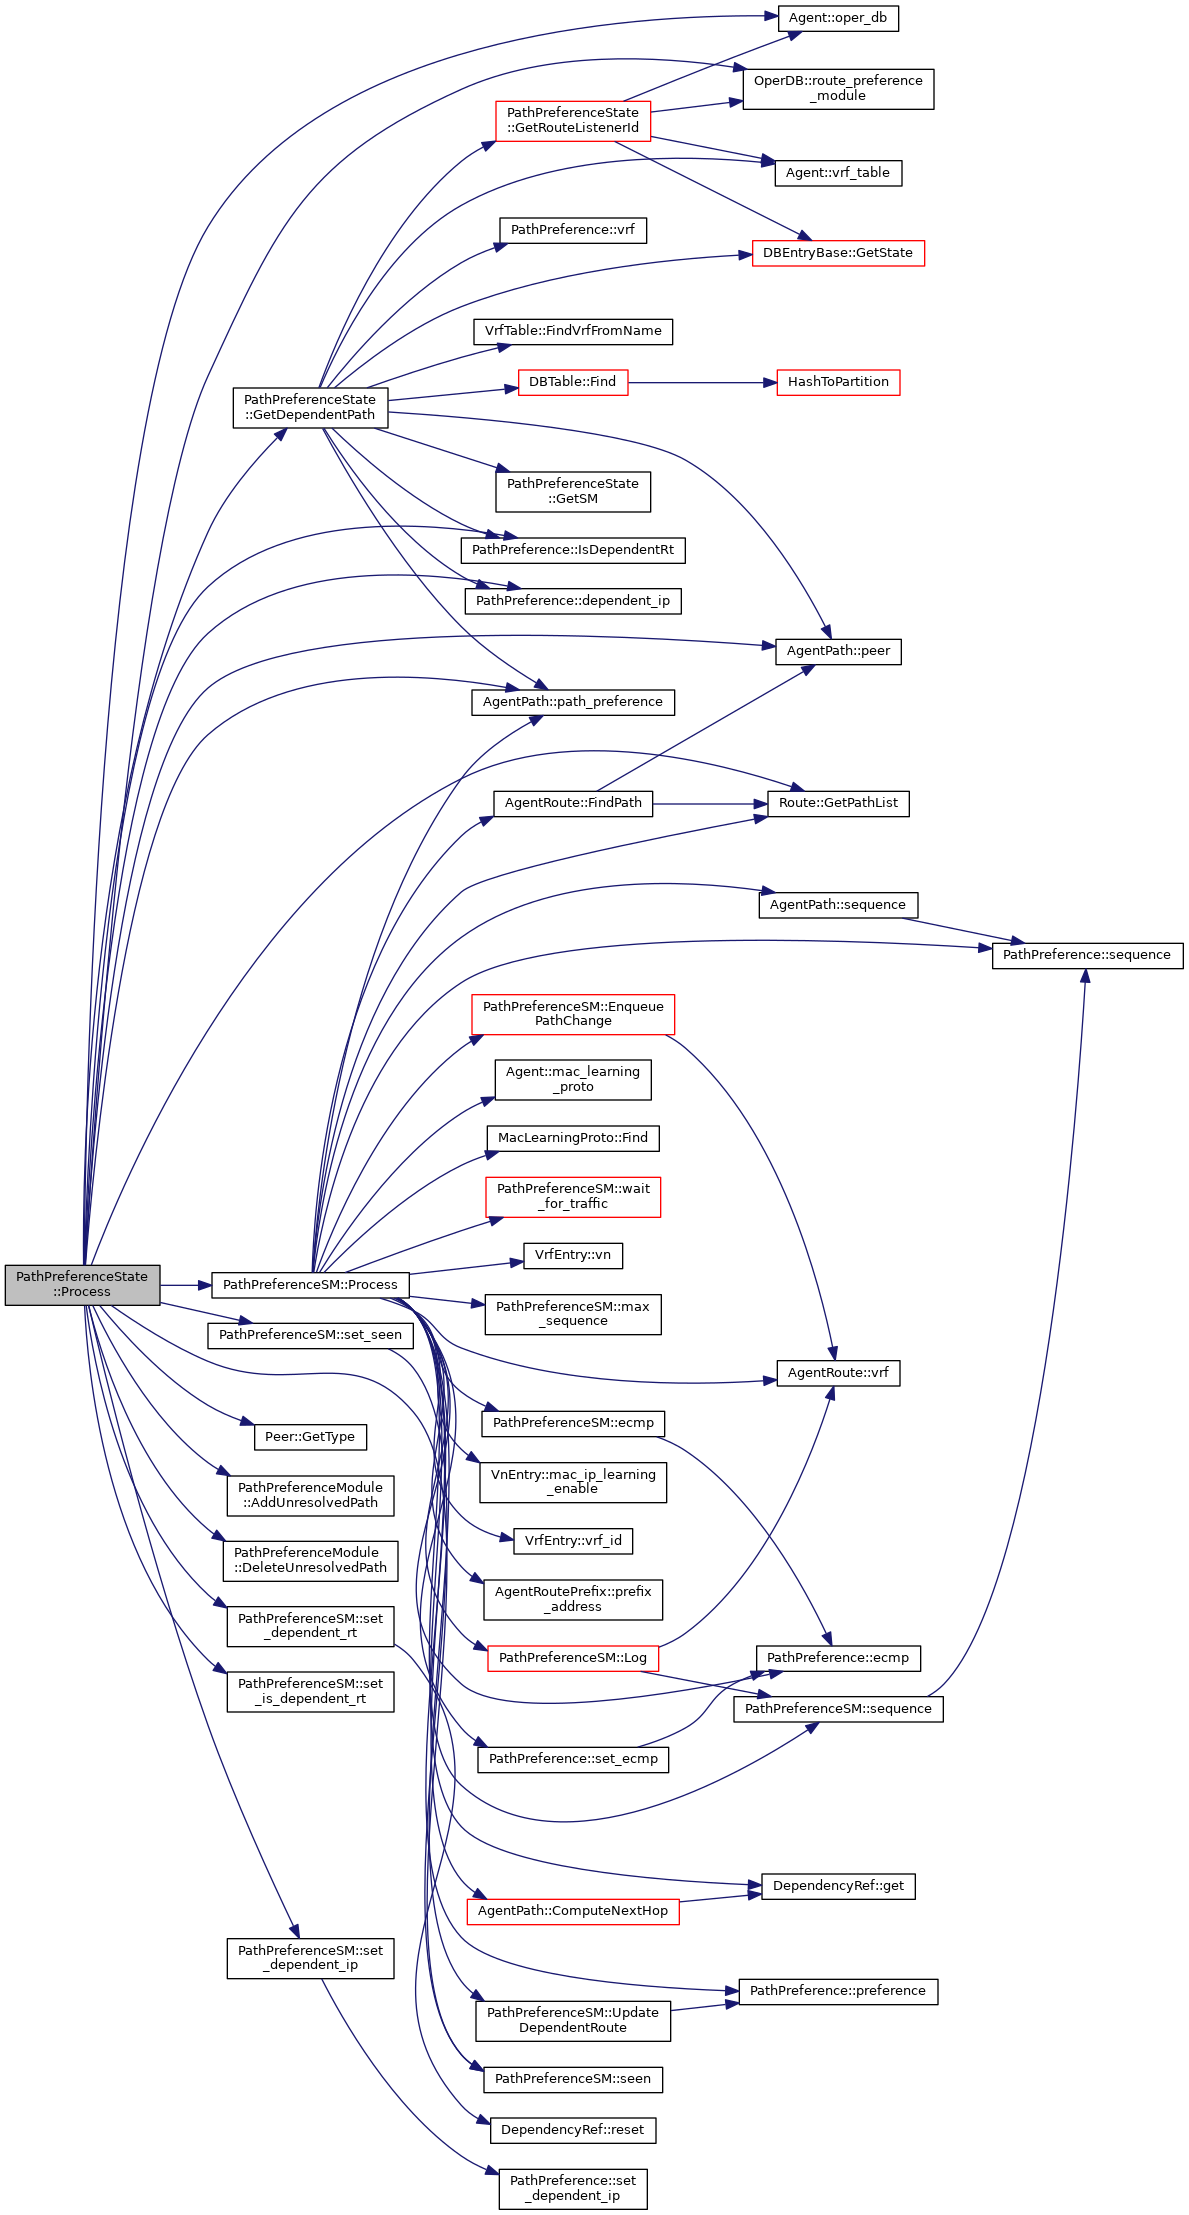 Agent::oper_db
OperDB::route_preference
_module
PathPreferenceState
::GetRouteListenerId
Agent::vrf_table
PathPreference::vrf
DBEntryBase::GetState
VrfTable::FindVrfFromName
DBTable::Find
HashToPartition
PathPreferenceState
::GetDependentPath
PathPreferenceState
::GetSM
PathPreference::IsDependentRt
PathPreference::dependent_ip
AgentPath::peer
AgentPath::path_preference
AgentRoute::FindPath
Route::GetPathList
AgentPath::sequence
PathPreference::sequence
PathPreferenceSM::Enqueue
PathChange
Agent::mac_learning
_proto
MacLearningProto::Find
PathPreferenceSM::wait
_for_traffic
VrfEntry::vn
PathPreferenceState
::Process
PathPreferenceSM::Process
PathPreferenceSM::max
_sequence
PathPreferenceSM::set_seen
AgentRoute::vrf
PathPreferenceSM::ecmp
Peer::GetType
VnEntry::mac_ip_learning
_enable
PathPreferenceModule
::AddUnresolvedPath
VrfEntry::vrf_id
PathPreferenceModule
::DeleteUnresolvedPath
AgentRoutePrefix::prefix
_address
PathPreferenceSM::set
_dependent_rt
PathPreferenceSM::Log
PathPreference::ecmp
PathPreferenceSM::set
_is_dependent_rt
PathPreferenceSM::sequence
PathPreference::set_ecmp
DependencyRef::get
AgentPath::ComputeNextHop
PathPreferenceSM::set
_dependent_ip
PathPreference::preference
PathPreferenceSM::Update
DependentRoute
PathPreferenceSM::seen
DependencyRef::reset
PathPreference::set
_dependent_ip